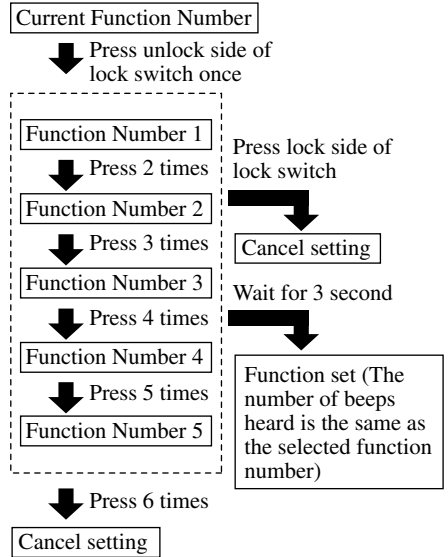 Current Function Number
Press unlock side of
lock switch once
Function Number 1
Press 2 times
Function Number 2
Press 3 times
Function Number 3
Press 4 times
Function Number 4
Press 5 times
Function Number 5
Press 6 times
Cancel setting
Press lock side of
lock switch
Cancel setting
Wait for 3 second
Function set (The
number of beeps
heard is the same as
the selected function
number)